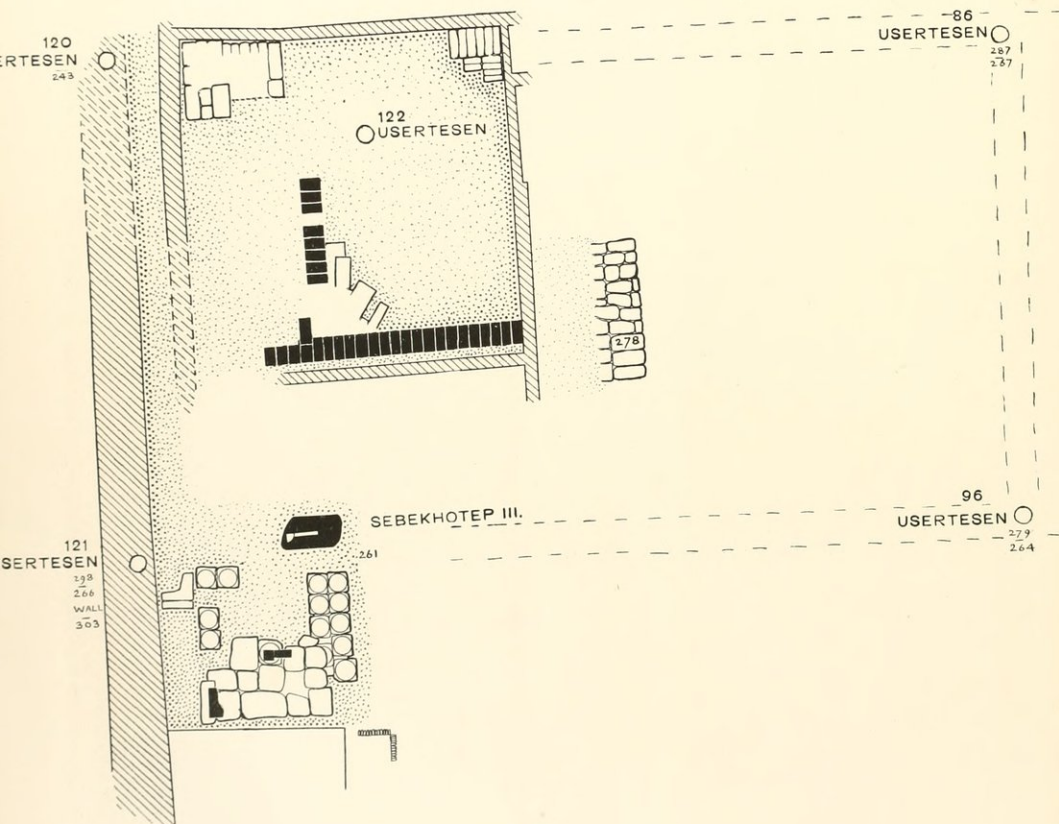 86
USERTESEN
287
237
120
ERTESEN
243
122
USERTESEN
278
96
USERTESEN
279
264
SEBEKHOTEP III.
261
121
SERTESEN
298
266
WALL
303